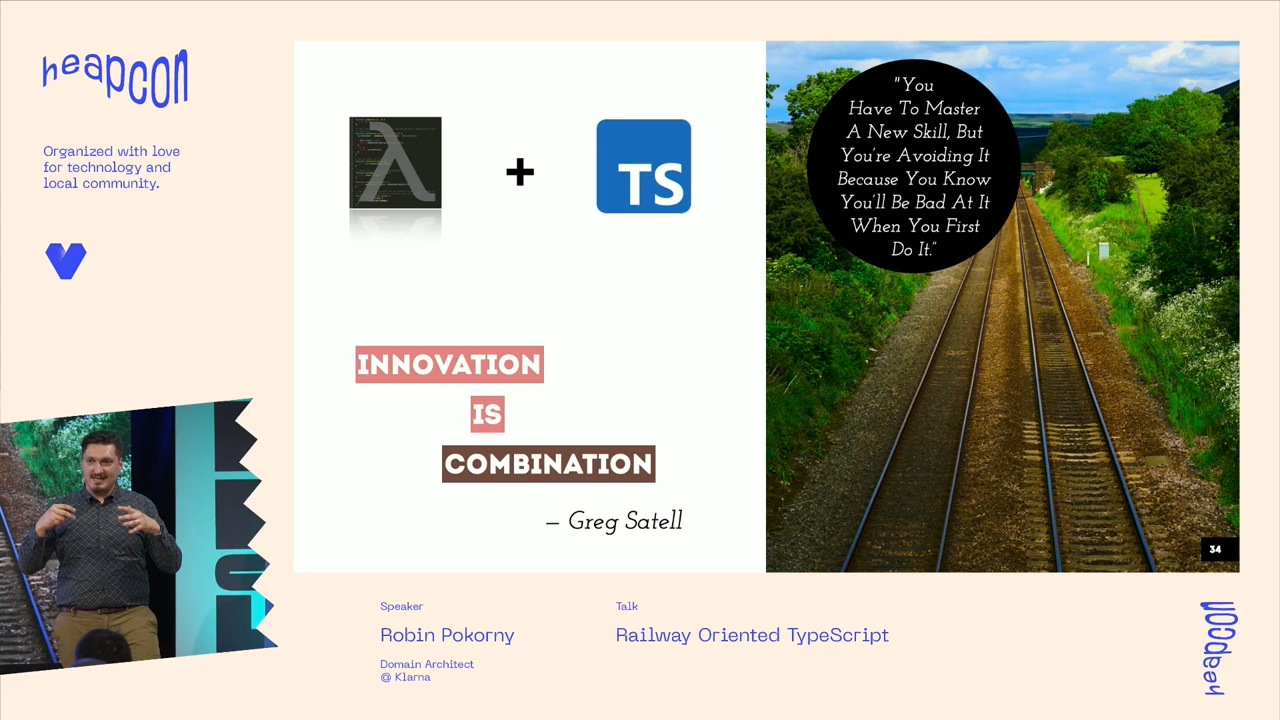 heapcon
Organized with love
for technology and
local community.
λ
+
TS
INNOVATION
IS
COMBINATION
– Greg Satell
"You
Have To Master
A New Skill, But
You're Avoiding It
Because You Know
You'll Be Bad At It
When You First
Do It."
34
Speaker
Robin Pokorny
Domain Architect
@ Klarna
Talk
Railway Oriented TypeScript
heapcon